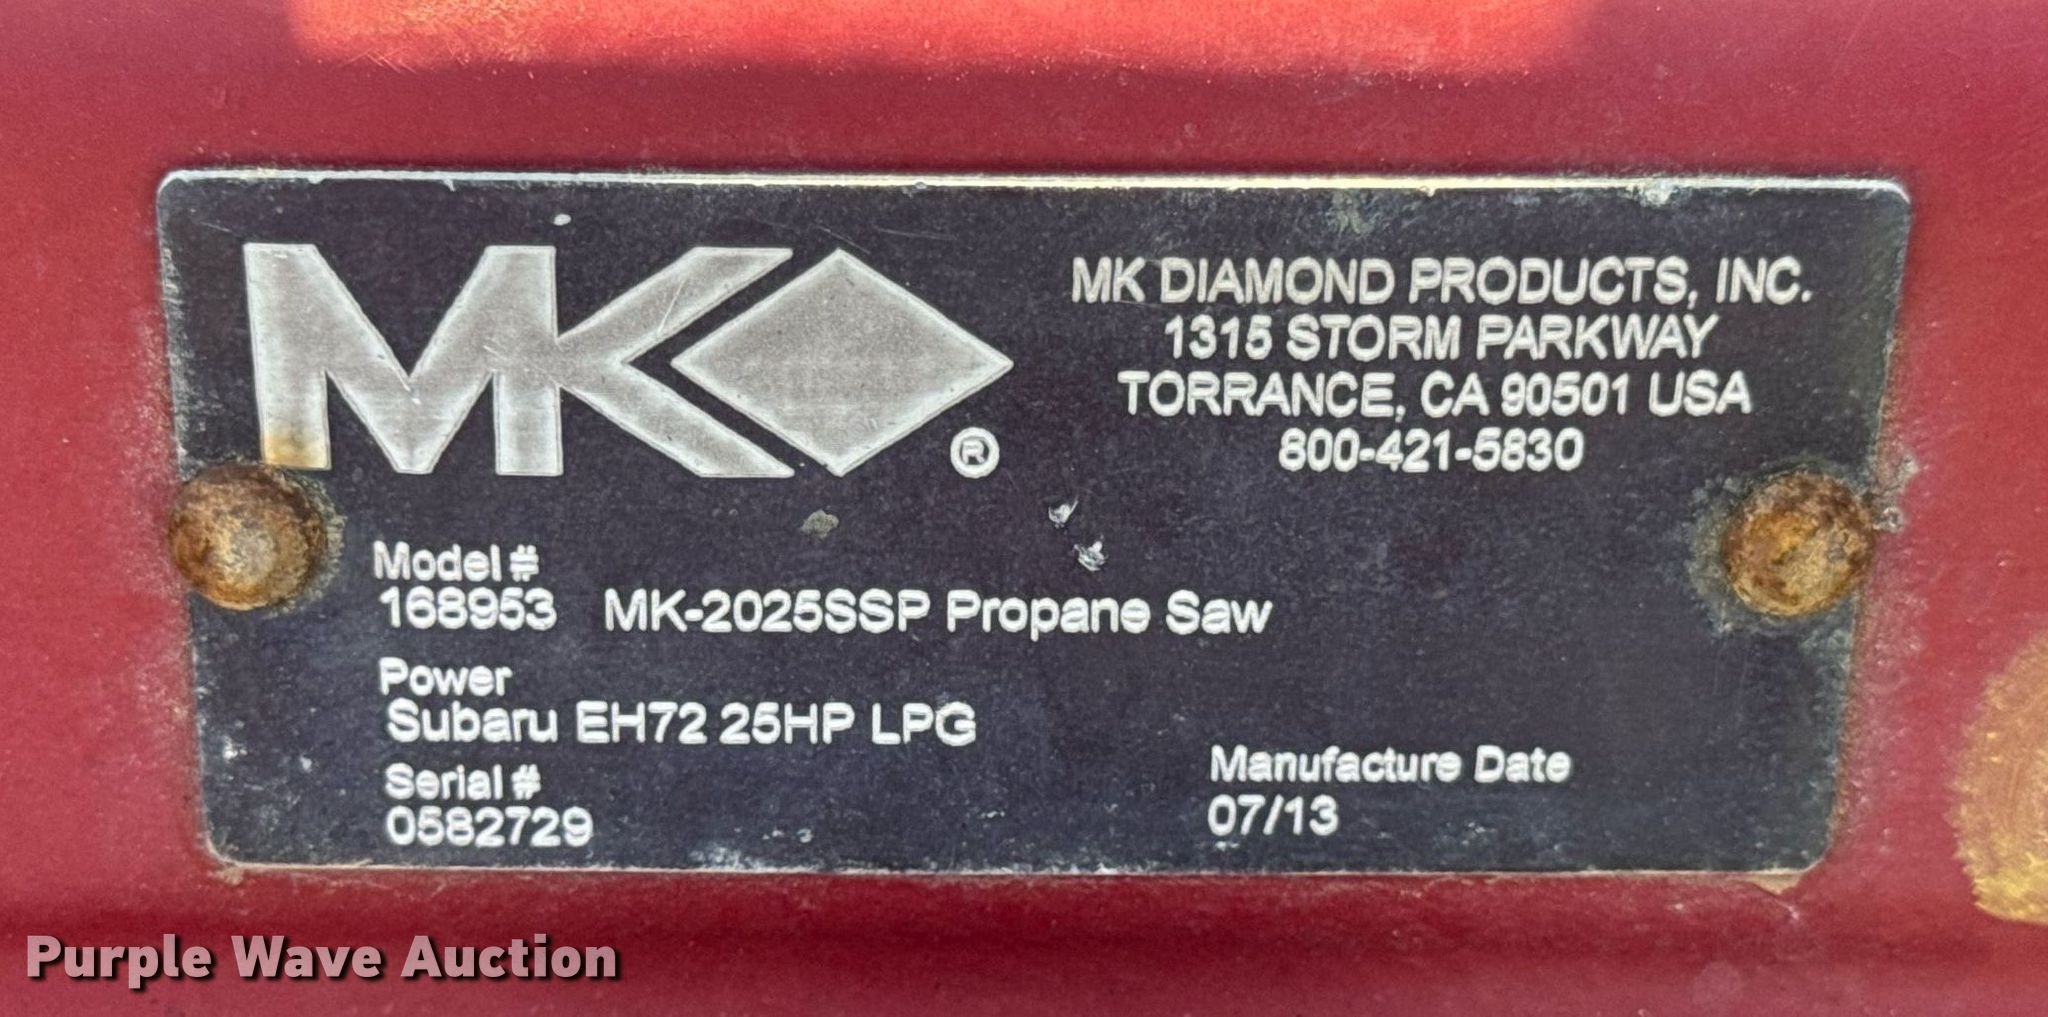 MK ®
MK DIAMOND PRODUCTS, INC.
1315 STORM PARKWAY
TORRANCE, CA 90501 USA
800-421-5830
Model #
168953 MK-2025SSP Propane Saw
Power
Subaru EH72 25HP LPG
Serial #
0582729
Manufacture Date
07/13
Purple Wave Auction